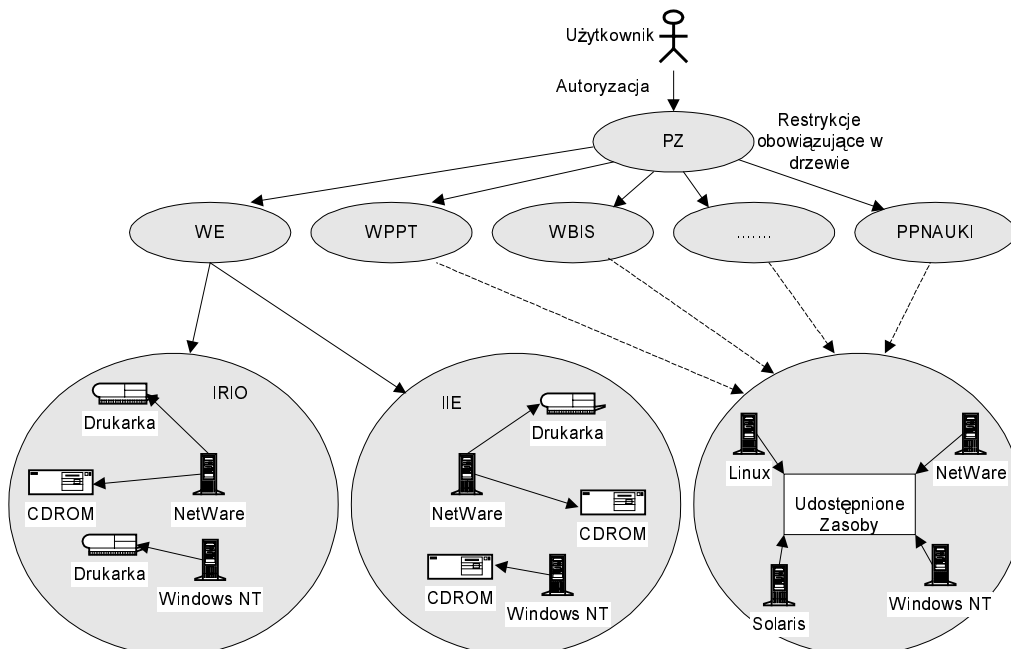 Użytkownik
Autoryzacja
PZ
Restrykcje
obowiązujące w
drzewie
WE
WPPT
WBIS
.......
PPNAUKI
IRIO
Drukarka
CDROM
NetWare
Drukarka
Windows NT
IIE
Drukarka
NetWare
CDROM
CDROM
Windows NT
Linux
NetWare
Udostępnione
Zasoby
Solaris
Windows NT